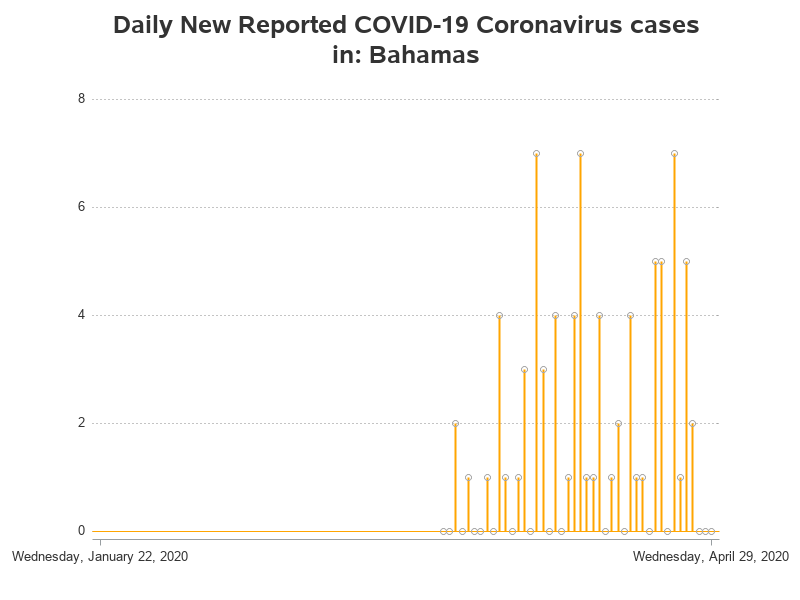 Daily New Reported COVID-19 Coronavirus cases
in: Bahamas
8
6
4
2
0
Wednesday, January 22, 2020 Wednesday, April 29, 2020